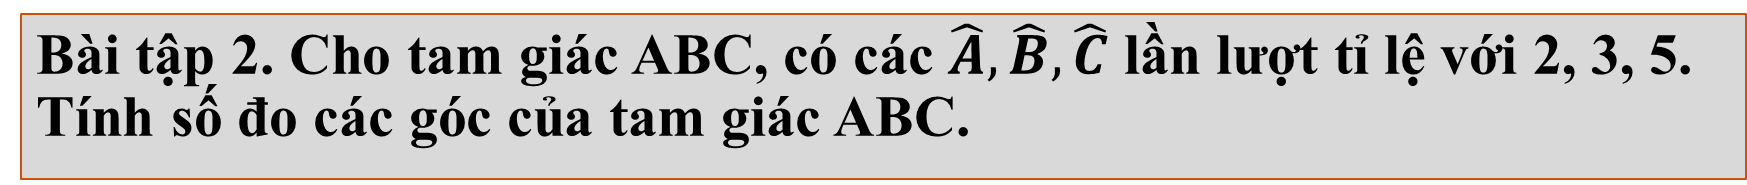 Bài tập 2. Cho tam giác ABC, có các Â, B̂, Ĉ lần lượt tỉ lệ với 2, 3, 5.
Tính số đo các góc của tam giác ABC.